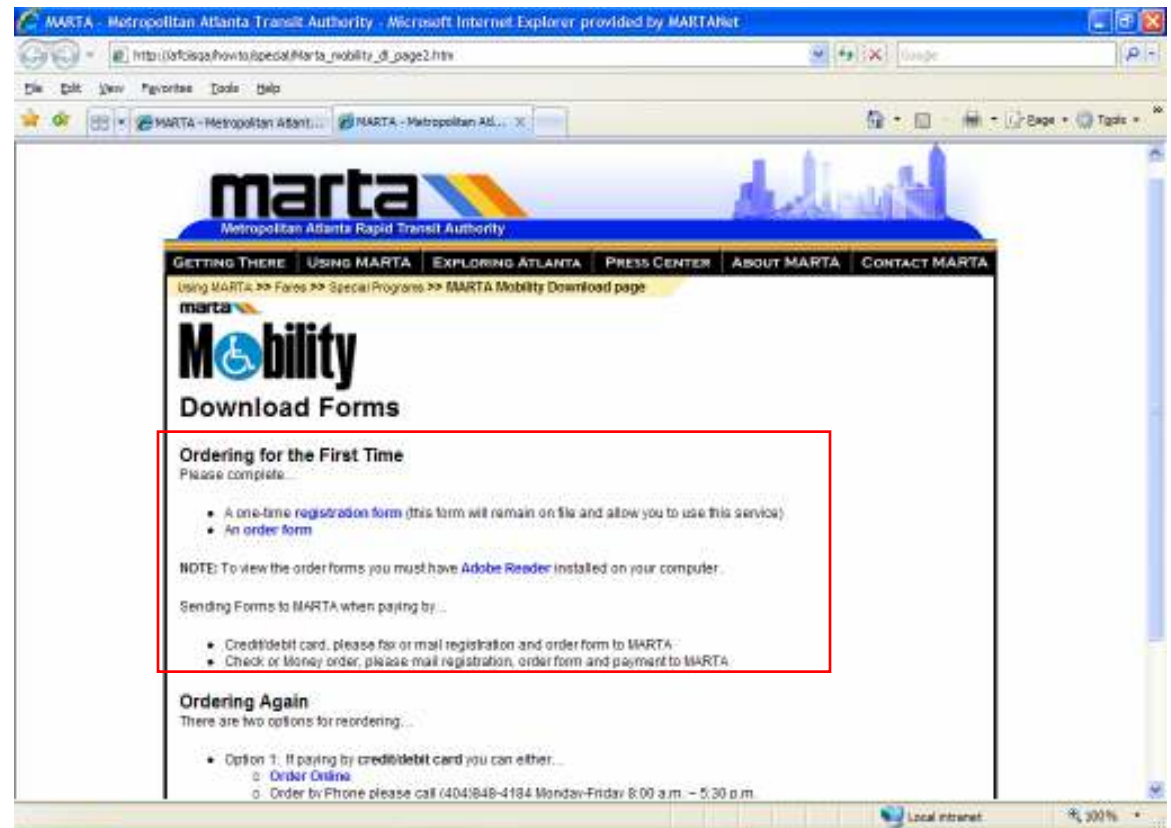 MARTA - Metropolitan Atlanta Transit Authority - Microsoft Internet Explorer provided by MARTANet
Google
File Edit View Favorites Tools Help
MARTA - Metropolitan Atlant... MARTA - Metropolitan Atl... X Page Tools
marta
Metropolitan Atlanta Rapid Transit Authority
GETTING THERE USING MARTA EXPLORING ATLANTA PRESS CENTER ABOUT MARTA CONTACT MARTA
Using MARTA >> Fares >> Special Programs >> MARTA Mobility Download page
marta
Mobility
Download Forms
Ordering for the First Time
Please complete...
• A one-time registration form (this form will remain on file and allow you to use this service)
• An order form
NOTE: To view the order forms you must have Adobe Reader installed on your computer.
Sending Forms to MARTA when paying by...
• Credit/debit card, please fax or mail registration and order form to MARTA
• Check or Money order, please mail registration, order form and payment to MARTA
Ordering Again
There are two options for reordering...
• Option 1: If paying by credit/debit card you can either...
o Order Online
o Order by Phone please call (404)848-4184 Monday-Friday 8:00 a.m. – 5:30 p.m.
Local intranet 100%